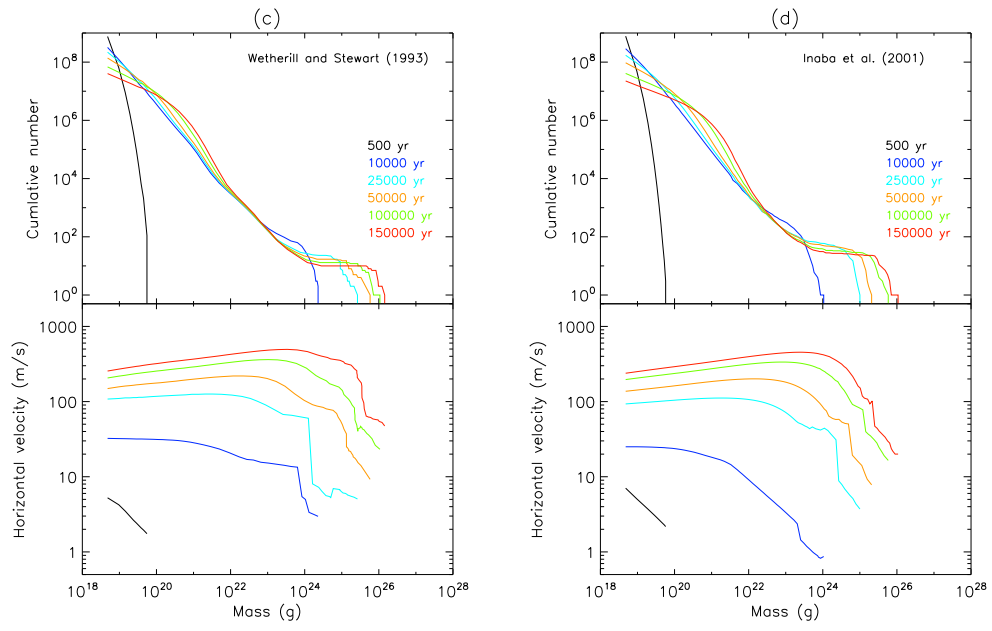 (c)
Wetherill and Stewart (1993)
Cumlative number
10^8
10^6
10^4
10^2
10^0
500 yr
10000 yr
25000 yr
50000 yr
100000 yr
150000 yr
Horizontal velocity (m/s)
1000
100
10
1
10^18
10^20
10^22
10^24
10^26
10^28
Mass (g)
(d)
Inaba et al. (2001)
Cumlative number
10^8
10^6
10^4
10^2
10^0
500 yr
10000 yr
25000 yr
50000 yr
100000 yr
150000 yr
Horizontal velocity (m/s)
1000
100
10
1
10^18
10^20
10^22
10^24
10^26
10^28
Mass (g)